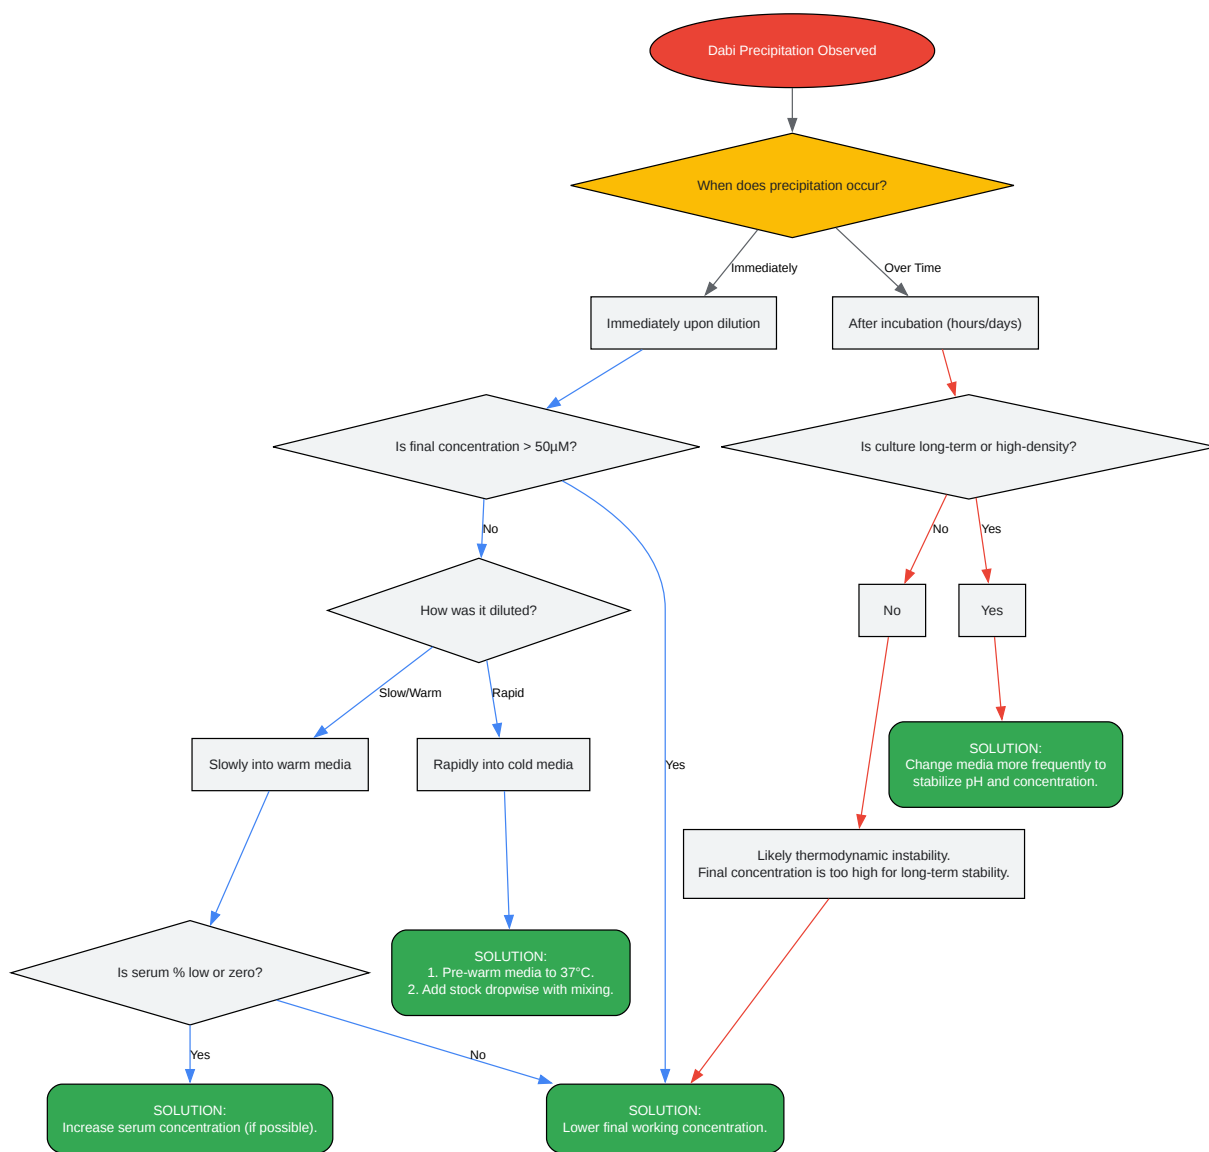 Dabi Precipitation Observed
When does precipitation occur?
Immediately
Over Time
Immediately upon dilution
After incubation (hours/days)
Is final concentration > 50µM?
Is culture long-term or high-density?
No
No
Yes
How was it diluted?
No
Yes
Slow/Warm
Rapid
Slowly into warm media
Rapidly into cold media
Yes
SOLUTION:
Change media more frequently to
stabilize pH and concentration.
Likely thermodynamic instability.
Final concentration is too high for long-term stability.
Is serum % low or zero?
SOLUTION:
1. Pre-warm media to 37°C.
2. Add stock dropwise with mixing.
Yes
No
SOLUTION:
Increase serum concentration (if possible).
SOLUTION:
Lower final working concentration.